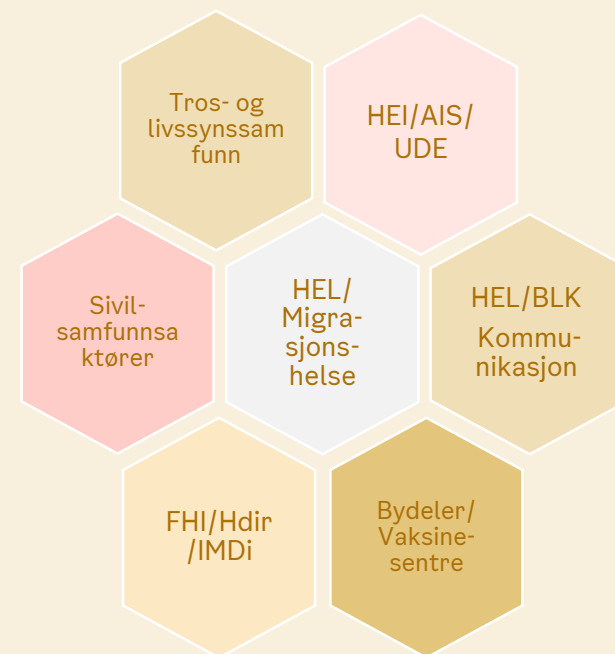 Tros- og
livssynssam
funn
HEI/AIS/
UDE
Sivil-
samfunnsa
ktører
HEL/
Migra-
sjons-
helse
HEL/BLK
Kommu-
nikasjon
FHI/Hdir
/IMDi
Bydeler/
Vaksine-
sentre